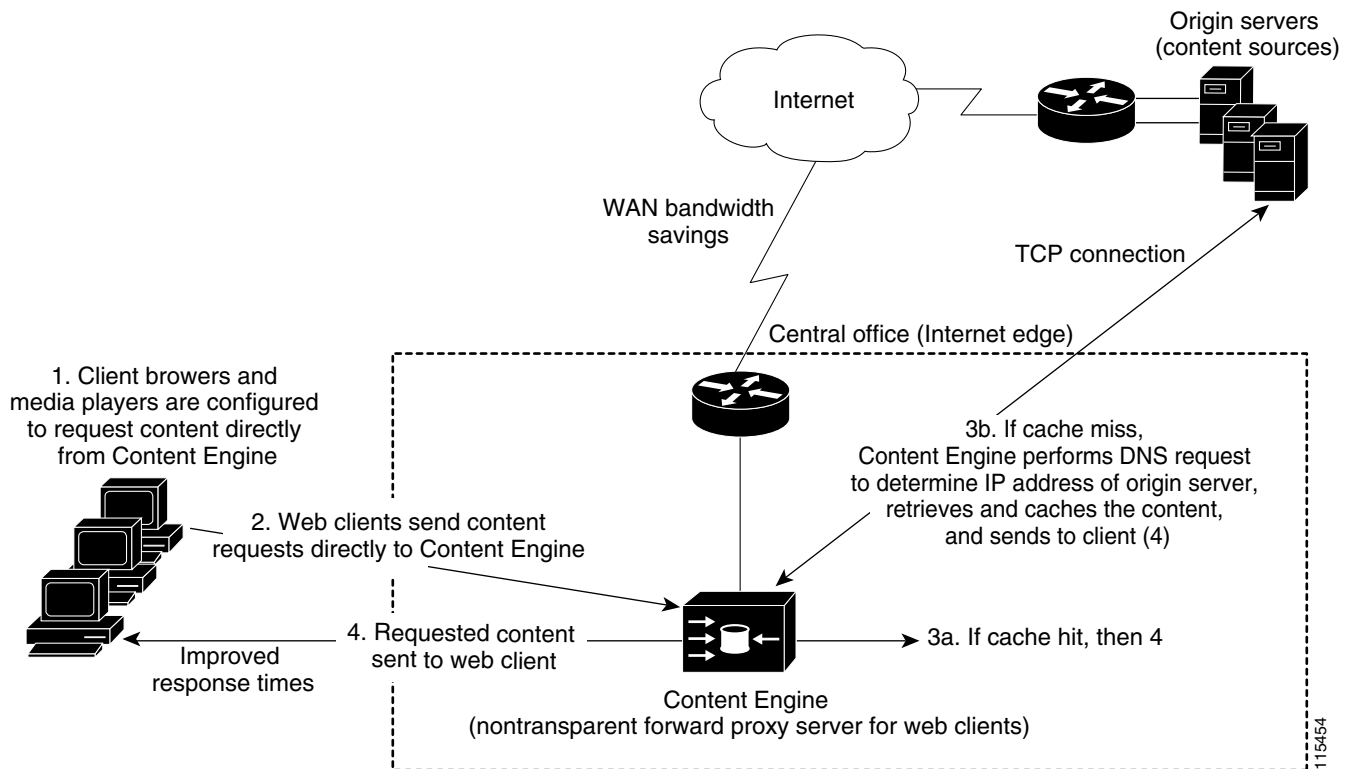 Origin servers
(content sources)
Internet
WAN bandwidth
savings
TCP connection
Central office (Internet edge)
1. Client browers and
media players are configured
to request content directly
from Content Engine
3b. If cache miss,
Content Engine performs DNS request
to determine IP address of origin server,
retrieves and caches the content,
and sends to client (4)
2. Web clients send content
requests directly to Content Engine
4. Requested content
sent to web client
3a. If cache hit, then 4
Improved
response times
Content Engine
(nontransparent forward proxy server for web clients)
115454